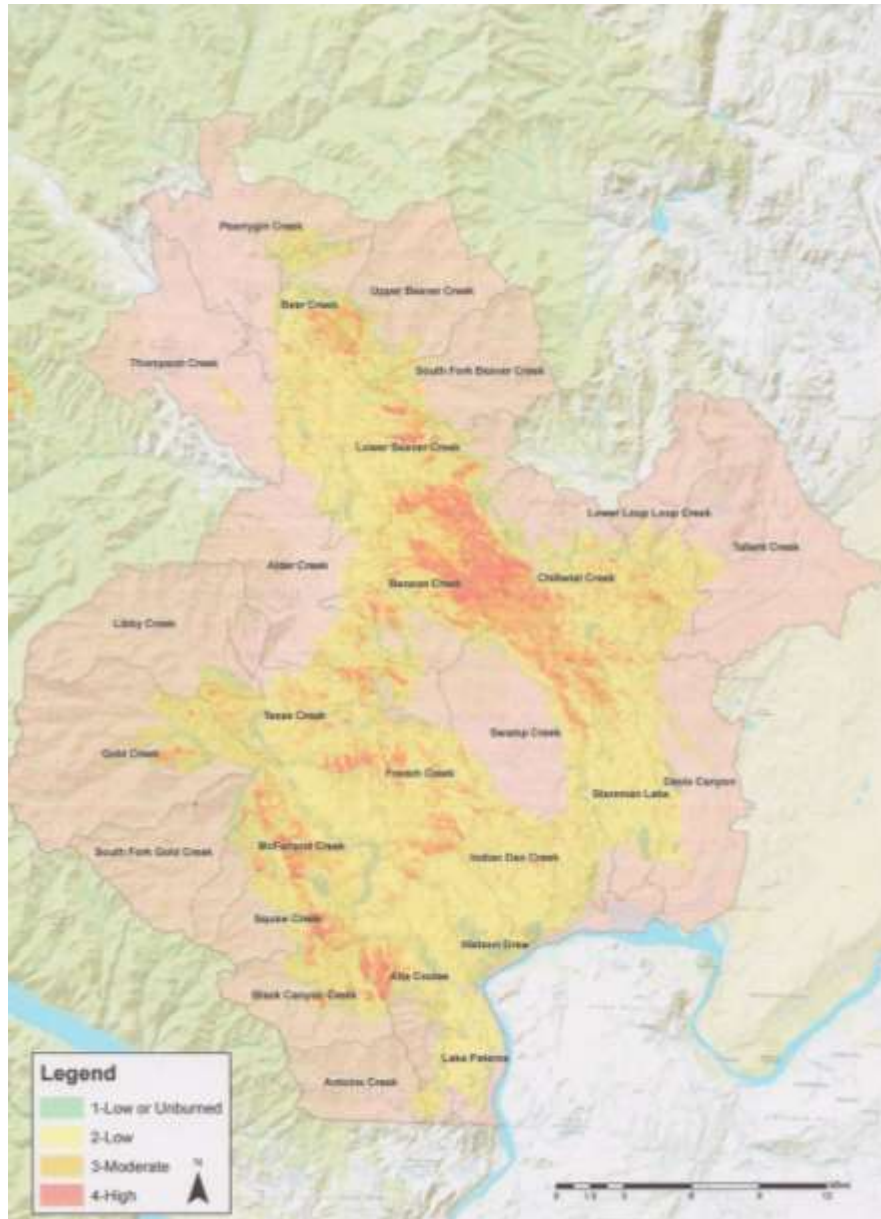 Pearrygin Creek
Upper Beaver Creek
Bear Creek
Thompson Creek
South Fork Beaver Creek
Lower Beaver Creek
Lower Loup Loup Creek
Tallant Creek
Alder Creek
Benson Creek
Chiliwist Creek
Libby Creek
Texas Creek
Swamp Creek
Gold Creek
French Creek
Davis Canyon
Starzman Lake
McFarland Creek
South Fork Gold Creek
Indian Dan Creek
Squaw Creek
Watson Draw
Alta Coulee
Black Canyon Creek
Lake Pateros
Antoine Creek
Legend
1-Low or Unburned
2-Low
3-Moderate
4-High
N